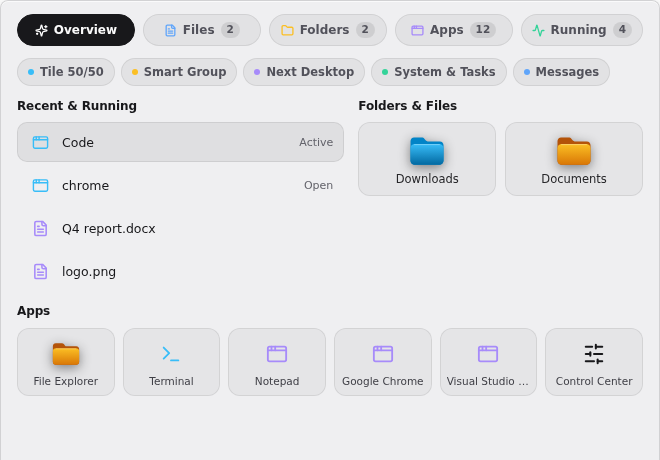 Overview Files 2 Folders 2 Apps 12 Running 4
Tile 50/50 Smart Group Next Desktop System & Tasks Messages
Recent & Running
Code Active
chrome Open
Q4 report.docx
logo.png
Folders & Files
Downloads Documents
Apps
File Explorer Terminal Notepad Google Chrome Visual Studio ... Control Center